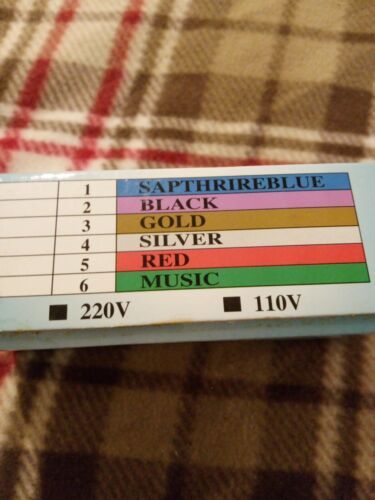 1 SAPTHRIREBLUE
2 BLACK
3 GOLD
4 SILVER
5 RED
6 MUSIC
220V 110V